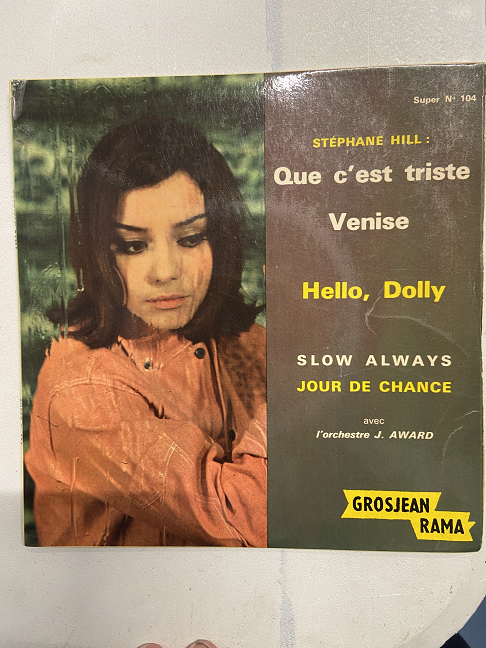 Super N° 104
STÉPHANE HILL :
Que c'est triste
Venise
Hello, Dolly
SLOW ALWAYS
JOUR DE CHANCE
avec
l'orchestre J. AWARD
GROSJEAN
RAMA